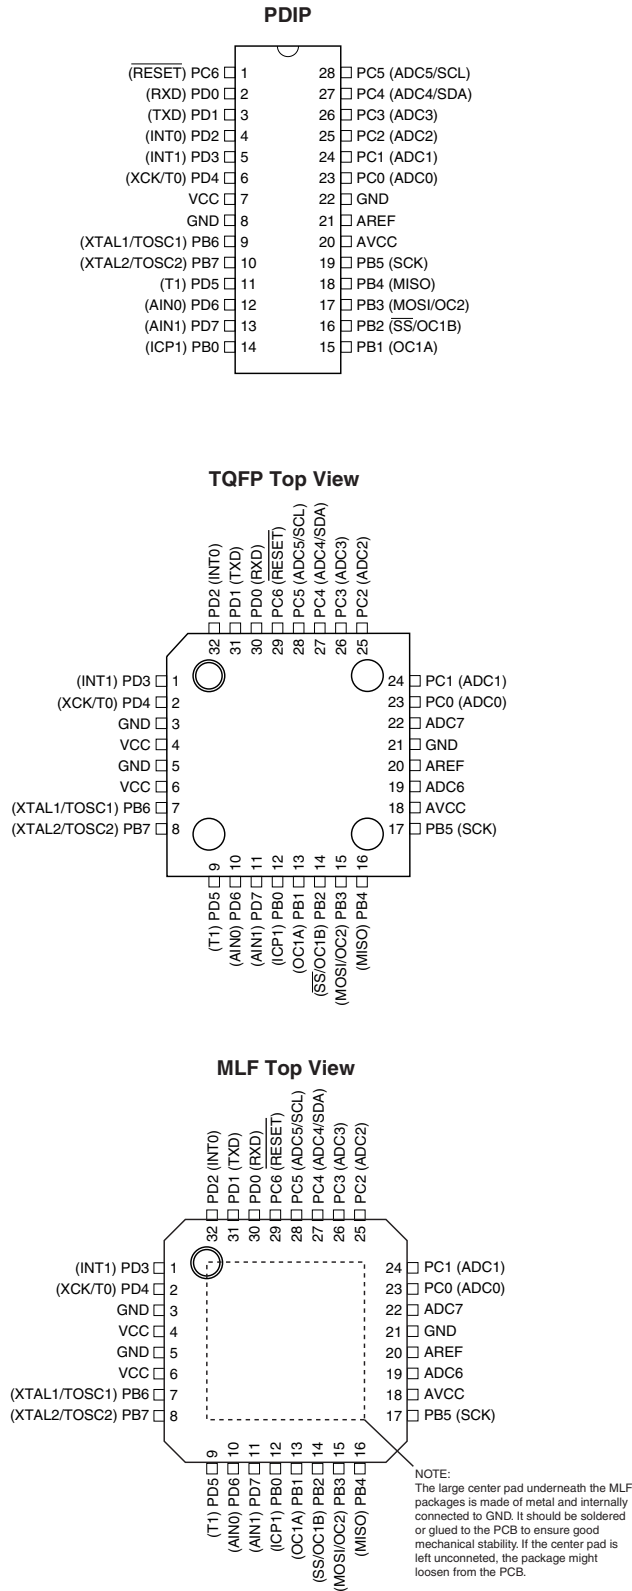 PDIP
(RESET) PC6 1
(RXD) PD0 2
(TXD) PD1 3
(INT0) PD2 4
(INT1) PD3 5
(XCK/T0) PD4 6
VCC 7
GND 8
(XTAL1/TOSC1) PB6 9
(XTAL2/TOSC2) PB7 10
(T1) PD5 11
(AIN0) PD6 12
(AIN1) PD7 13
(ICP1) PB0 14
28 PC5 (ADC5/SCL)
27 PC4 (ADC4/SDA)
26 PC3 (ADC3)
25 PC2 (ADC2)
24 PC1 (ADC1)
23 PC0 (ADC0)
22 GND
21 AREF
20 AVCC
19 PB5 (SCK)
18 PB4 (MISO)
17 PB3 (MOSI/OC2)
16 PB2 (SS/OC1B)
15 PB1 (OC1A)
TQFP Top View
32 PD2 (INT0)
31 PD1 (TXD)
30 PD0 (RXD)
29 PC6 (RESET)
28 PC5 (ADC5/SCL)
27 PC4 (ADC4/SDA)
26 PC3 (ADC3)
25 PC2 (ADC2)
(INT1) PD3 1
(XCK/T0) PD4 2
GND 3
VCC 4
GND 5
VCC 6
(XTAL1/TOSC1) PB6 7
(XTAL2/TOSC2) PB7 8
24 PC1 (ADC1)
23 PC0 (ADC0)
22 ADC7
21 GND
20 AREF
19 ADC6
18 AVCC
17 PB5 (SCK)
(T1) PD5 9
(AIN0) PD6 10
(AIN1) PD7 11
(ICP1) PB0 12
(OC1A) PB1 13
(SS/OC1B) PB2 14
(MOSI/OC2) PB3 15
(MISO) PB4 16
MLF Top View
32 PD2 (INT0)
31 PD1 (TXD)
30 PD0 (RXD)
29 PC6 (RESET)
28 PC5 (ADC5/SCL)
27 PC4 (ADC4/SDA)
26 PC3 (ADC3)
25 PC2 (ADC2)
(INT1) PD3 1
(XCK/T0) PD4 2
GND 3
VCC 4
GND 5
VCC 6
(XTAL1/TOSC1) PB6 7
(XTAL2/TOSC2) PB7 8
24 PC1 (ADC1)
23 PC0 (ADC0)
22 ADC7
21 GND
20 AREF
19 ADC6
18 AVCC
17 PB5 (SCK)
(T1) PD5 9
(AIN0) PD6 10
(AIN1) PD7 11
(ICP1) PB0 12
(OC1A) PB1 13
(SS/OC1B) PB2 14
(MOSI/OC2) PB3 15
(MISO) PB4 16
NOTE:
The large center pad underneath the MLF
packages is made of metal and internally
connected to GND. It should be soldered
or glued to the PCB to ensure good
mechanical stability. If the center pad is
left unconneted, the package might
loosen from the PCB.